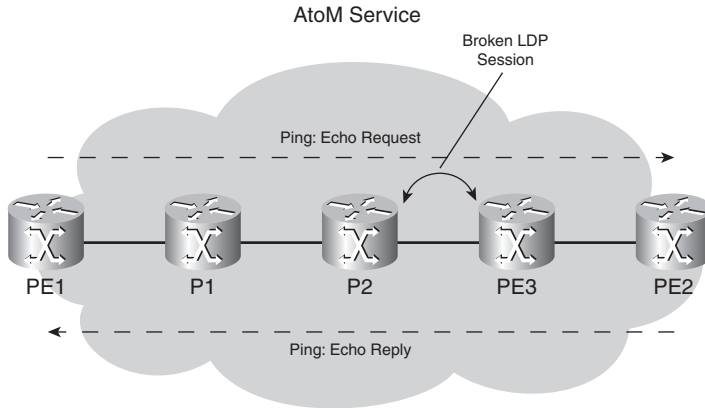 AtoM Service
Broken LDP
Session
Ping: Echo Request
PE1
P1
P2
PE3
PE2
Ping: Echo Reply